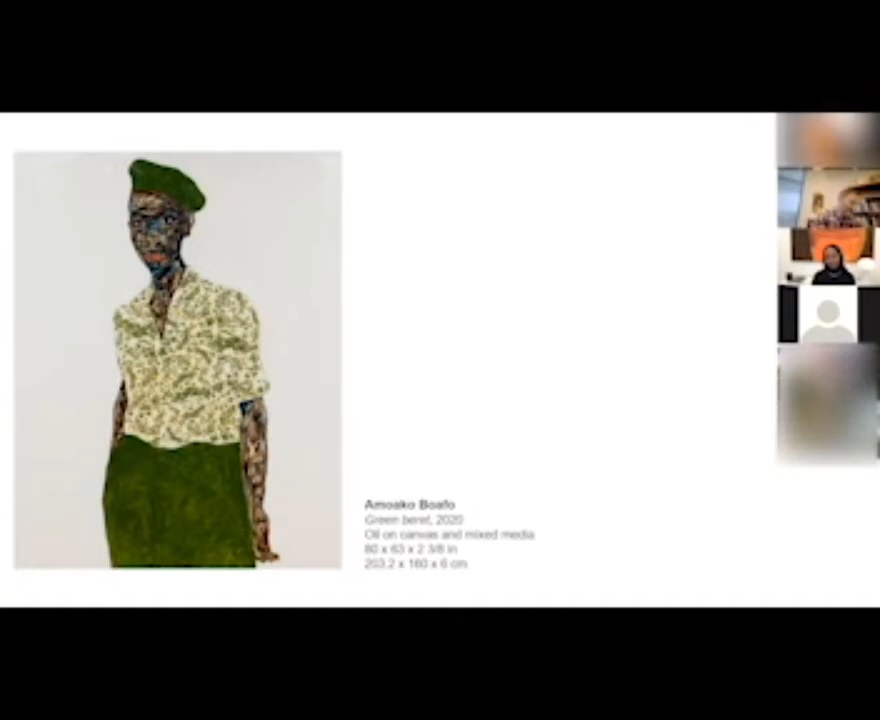 Amoako Boafo
Green beret, 2020
Oil on canvas and mixed media
80 x 63 x 2 3/8 in
203.2 x 160 x 6 cm